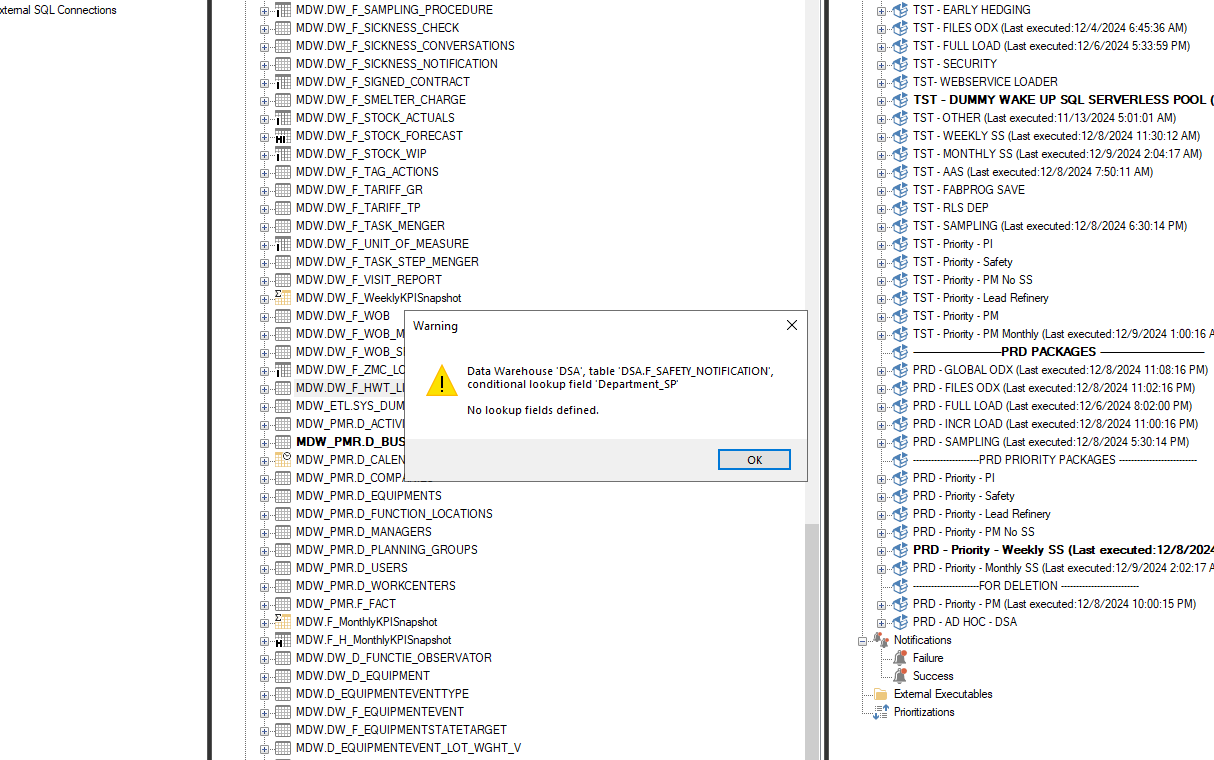 xternal SQL Connections
MDW.DW_F_SAMPLING_PROCEDURE
MDW.DW_F_SICKNESS_CHECK
MDW.DW_F_SICKNESS_CONVERSATIONS
MDW.DW_F_SICKNESS_NOTIFICATION
MDW.DW_F_SIGNED_CONTRACT
MDW.DW_F_SMELTER_CHARGE
MDW.DW_F_STOCK_ACTUALS
MDW.DW_F_STOCK_FORECAST
MDW.DW_F_STOCK_WIP
MDW.DW_F_TAG_ACTIONS
MDW.DW_F_TARIFF_GR
MDW.DW_F_TARIFF_TP
MDW.DW_F_TASK_MENGER
MDW.DW_F_UNIT_OF_MEASURE
MDW.DW_F_TASK_STEP_MENGER
MDW.DW_F_VISIT_REPORT
MDW.DW_F_WeeklyKPISnapshot
MDW.DW_F_WOB
MDW.DW_F_WOB_M
MDW.DW_F_WOB_S
MDW.DW_F_ZMC_LO
MDW.DW_F_HWT_L
MDW_ETL.SYS_DUM
MDW_PMR.D_ACTIV
MDW_PMR.D_BUS
MDW_PMR.D_CALEN
MDW_PMR.D_COMPA
MDW_PMR.D_EQUIPMENTS
MDW_PMR.D_FUNCTION_LOCATIONS
MDW_PMR.D_MANAGERS
MDW_PMR.D_PLANNING_GROUPS
MDW_PMR.D_USERS
MDW_PMR.D_WORKCENTERS
MDW_PMR.F_FACT
MDW.F_MonthlyKPISnapshot
MDW.F_H_MonthlyKPISnapshot
MDW.DW_D_FUNCTIE_OBSERVATOR
MDW.DW_D_EQUIPMENT
MDW.D_EQUIPMENTEVENTTYPE
MDW.DW_F_EQUIPMENTEVENT
MDW.DW_F_EQUIPMENTSTATETARGET
MDW.D_EQUIPMENTEVENT_LOT_WGHT_V
Warning
Data Warehouse 'DSA', table 'DSA.F_SAFETY_NOTIFICATION',
conditional lookup field 'Department_SP'
No lookup fields defined.
OK
TST - EARLY HEDGING
TST - FILES ODX (Last executed:12/4/2024 6:45:36 AM)
TST - FULL LOAD (Last executed:12/6/2024 5:33:59 PM)
TST - SECURITY
TST- WEBSERVICE LOADER
TST - DUMMY WAKE UP SQL SERVERLESS POOL (
TST - OTHER (Last executed:11/13/2024 5:01:01 AM)
TST - WEEKLY SS (Last executed:12/8/2024 11:30:12 AM)
TST - MONTHLY SS (Last executed:12/9/2024 2:04:17 AM)
TST - AAS (Last executed:12/8/2024 7:50:11 AM)
TST - FABPROG SAVE
TST - RLS DEP
TST - SAMPLING (Last executed:12/8/2024 6:30:14 PM)
TST - Priority - PI
TST - Priority - Safety
TST - Priority - PM No SS
TST - Priority - Lead Refinery
TST - Priority - PM
TST - Priority - PM Monthly (Last executed:12/9/2024 1:00:16 A
----------------------PRD PACKAGES --------------------------
PRD - GLOBAL ODX (Last executed:12/8/2024 11:08:16 PM)
PRD - FILES ODX (Last executed:12/8/2024 11:02:16 PM)
PRD - FULL LOAD (Last executed:12/6/2024 8:02:00 PM)
PRD - INCR LOAD (Last executed:12/8/2024 11:00:16 PM)
PRD - SAMPLING (Last executed:12/8/2024 5:30:14 PM)
----------------------PRD PRIORITY PACKAGES --------------------------
PRD - Priority - PI
PRD - Priority - Safety
PRD - Priority - Lead Refinery
PRD - Priority - PM No SS
PRD - Priority - Weekly SS (Last executed:12/8/2024
PRD - Priority - Monthly SS (Last executed:12/9/2024 2:02:17 A
----------------------FOR DELETION --------------------------
PRD - Priority - PM (Last executed:12/8/2024 10:00:15 PM)
PRD - AD HOC - DSA
Notifications
Failure
Success
External Executables
Prioritizations